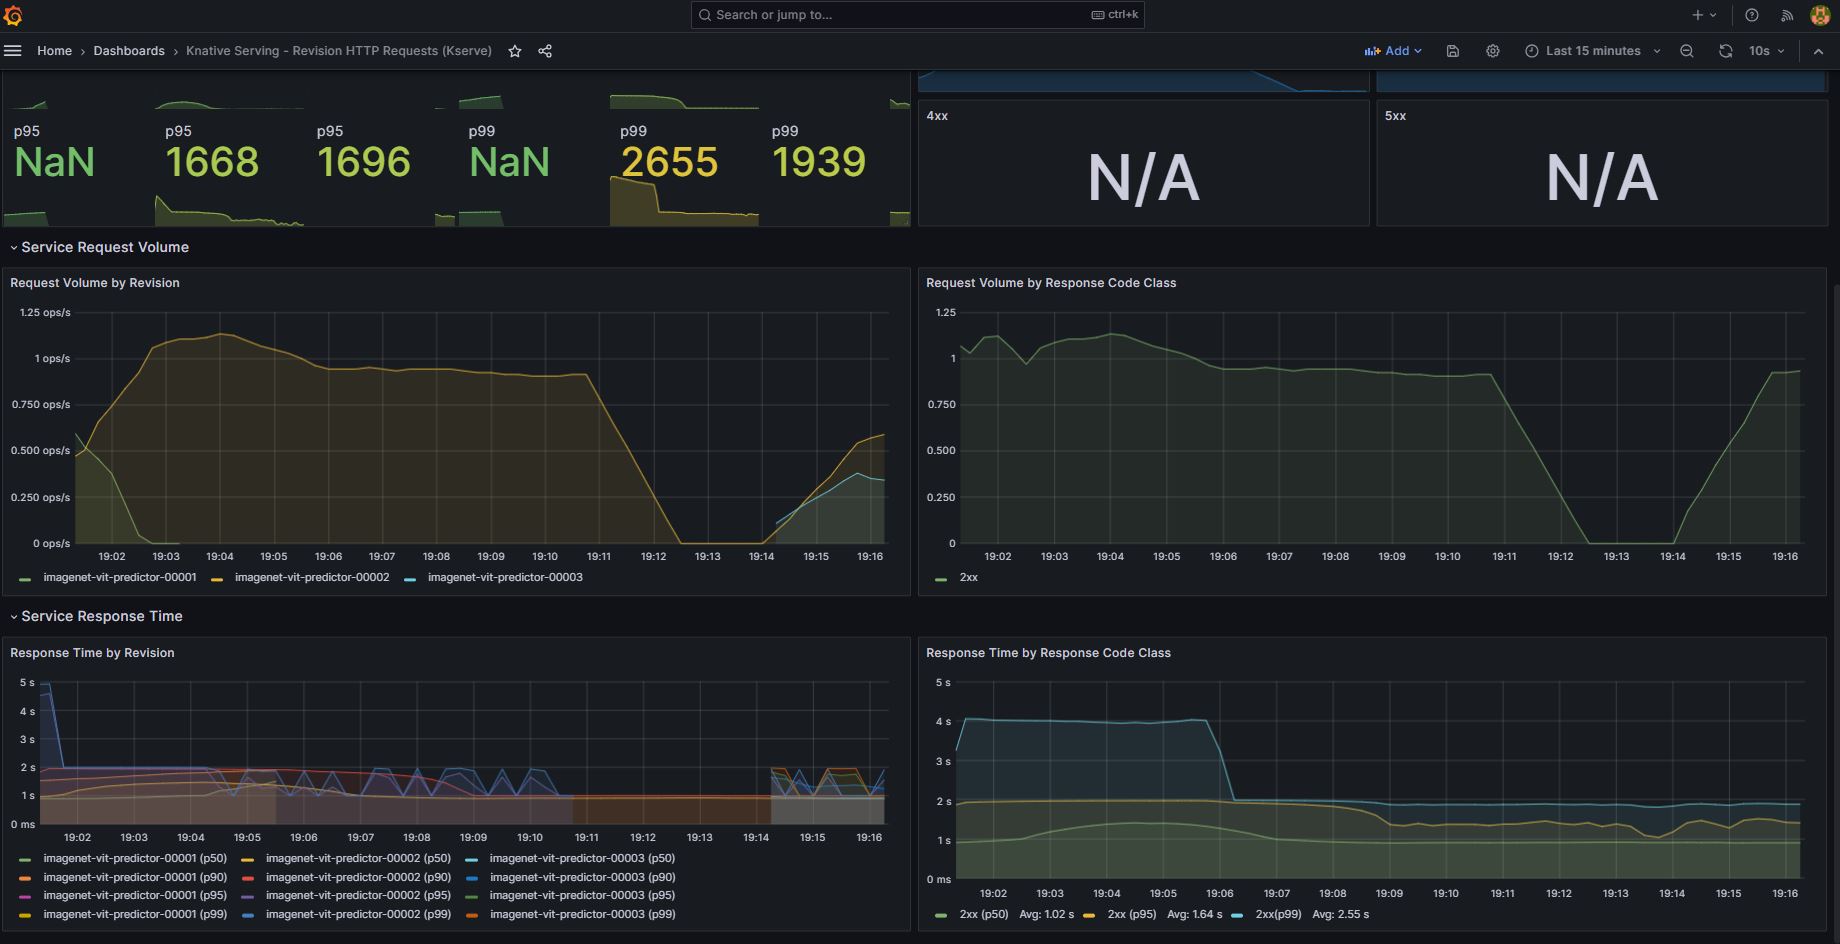 Search or jump to... ctrl+k
Home › Dashboards › Knative Serving - Revision HTTP Requests (Kserve)
Add Last 15 minutes 10s
p95 p95 p95 p99 p99 p99
NaN 1668 1696 NaN 2655 1939
4xx
N/A
5xx
N/A
Service Request Volume
Request Volume by Revision
1.25 ops/s
1 ops/s
0.750 ops/s
0.500 ops/s
0.250 ops/s
0 ops/s
19:02 19:03 19:04 19:05 19:06 19:07 19:08 19:09 19:10 19:11 19:12 19:13 19:14 19:15 19:16
imagenet-vit-predictor-00001 imagenet-vit-predictor-00002 imagenet-vit-predictor-00003
Request Volume by Response Code Class
1.25
1
0.750
0.500
0.250
0
19:02 19:03 19:04 19:05 19:06 19:07 19:08 19:09 19:10 19:11 19:12 19:13 19:14 19:15 19:16
2xx
Service Response Time
Response Time by Revision
5 s
4 s
3 s
2 s
1 s
0 ms
19:02 19:03 19:04 19:05 19:06 19:07 19:08 19:09 19:10 19:11 19:12 19:13 19:14 19:15 19:16
imagenet-vit-predictor-00001 (p50) imagenet-vit-predictor-00002 (p50) imagenet-vit-predictor-00003 (p50)
imagenet-vit-predictor-00001 (p90) imagenet-vit-predictor-00002 (p90) imagenet-vit-predictor-00003 (p90)
imagenet-vit-predictor-00001 (p95) imagenet-vit-predictor-00002 (p95) imagenet-vit-predictor-00003 (p95)
imagenet-vit-predictor-00001 (p99) imagenet-vit-predictor-00002 (p99) imagenet-vit-predictor-00003 (p99)
Response Time by Response Code Class
5 s
4 s
3 s
2 s
1 s
0 ms
19:02 19:03 19:04 19:05 19:06 19:07 19:08 19:09 19:10 19:11 19:12 19:13 19:14 19:15 19:16
2xx (p50) Avg: 1.02 s 2xx (p95) Avg: 1.64 s 2xx(p99) Avg: 2.55 s